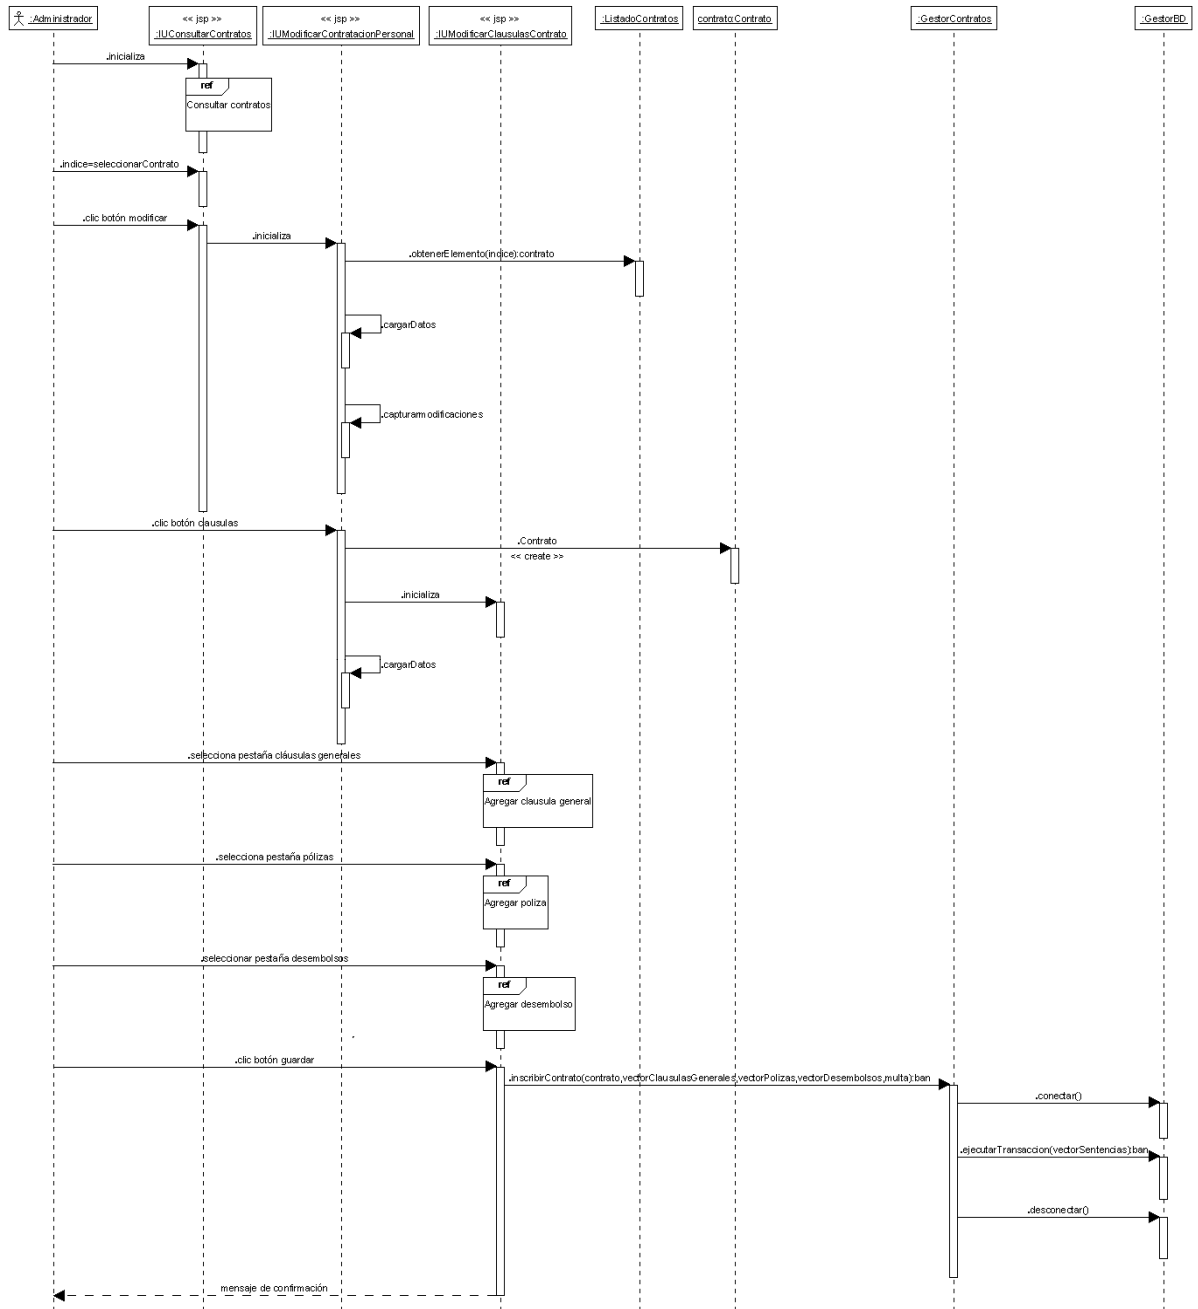 :Administrador
<< jsp >>
:IUConsultarContratos
<< jsp >>
:IUModificarContratacionPersonal
<< jsp >>
:IUModificarClausulasContrato
:ListadoContratos
contrato:Contrato
:GestorContratos
:GestorBD
.inicializa
ref
Consultar contratos
.indice=seleccionarContrato
.clic botón modificar
.inicializa
.obtenerElemento(indice):contrato
.cargarDatos
.capturarmodificaciones
.clic botón clausulas
.Contrato
<< create >>
.inicializa
.cargarDatos
.selecciona pestaña cláusulas generales
ref
Agregar clausula general
.selecciona pestaña pólizas
ref
Agregar poliza
.seleccionar pestaña desembolsos
ref
Agregar desembolso
.clic botón guardar
.inscribirContrato(contrato,vectorClausulasGenerales,vectorPolizas,vectorDesembolsos,multa):ban
.conectar()
.ejecutarTransaccion(vectorSentencias):ban
.desconectar()
mensaje de confirmación